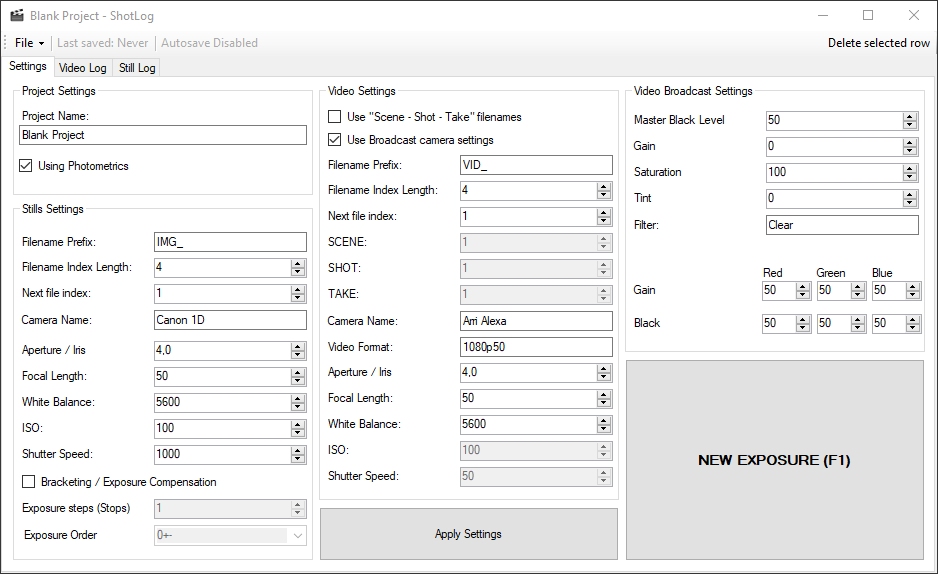 Blank Project - ShotLog
File Last saved: Never Autosave Disabled Delete selected row
Settings Video Log Still Log
Project Settings
Project Name:
Blank Project
Using Photometrics
Stills Settings
Filename Prefix: IMG_
Filename Index Length: 4
Next file index: 1
Camera Name: Canon 1D
Aperture / Iris 4,0
Focal Length: 50
White Balance: 5600
ISO: 100
Shutter Speed: 1000
Bracketing / Exposure Compensation
Exposure steps (Stops) 1
Exposure Order 0+-
Video Settings
Use "Scene - Shot - Take" filenames
Use Broadcast camera settings
Filename Prefix: VID_
Filename Index Length: 4
Next file index: 1
SCENE: 1
SHOT: 1
TAKE: 1
Camera Name: Arri Alexa
Video Format: 1080p50
Aperture / Iris 4,0
Focal Length: 50
White Balance: 5600
ISO: 100
Shutter Speed: 50
Apply Settings
Video Broadcast Settings
Master Black Level 50
Gain 0
Saturation 100
Tint 0
Filter: Clear
Red Green Blue
Gain 50 50 50
Black 50 50 50
NEW EXPOSURE (F1)